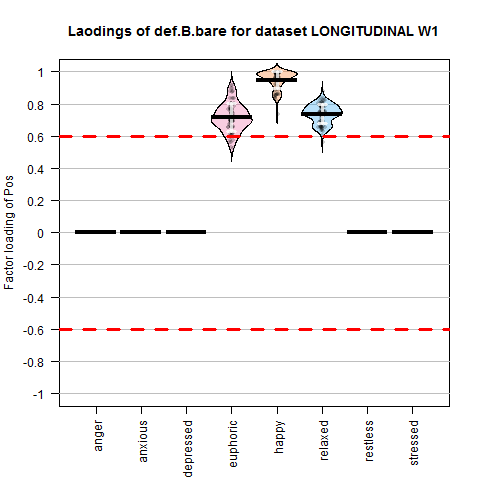 Laodings of def.B.bare for dataset LONGITUDINAL W1
Factor loading of Pos
1
0.8
0.6
0.4
0.2
0
-0.2
-0.4
-0.6
-0.8
-1
anger
anxious
depressed
euphoric
happy
relaxed
restless
stressed